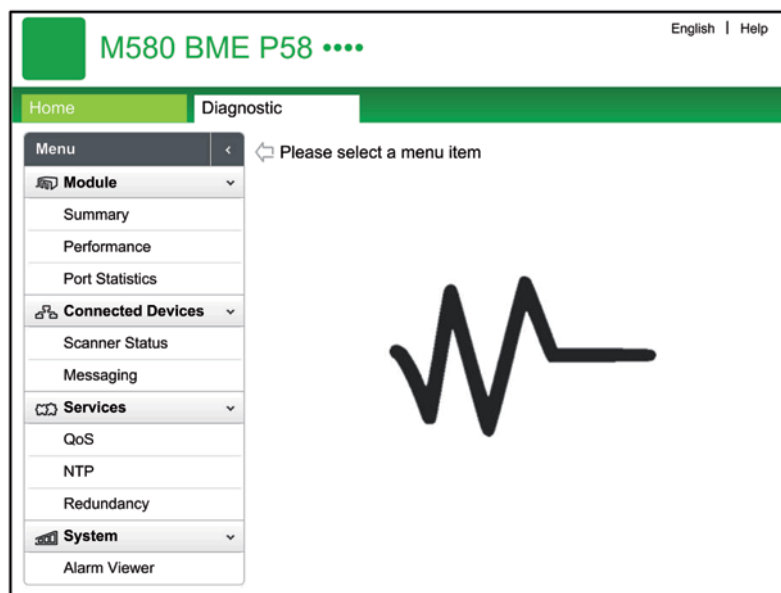 English | Help
M580 BME P58 ••••
Home
Diagnostic
Menu <
Please select a menu item
Module
Summary
Performance
Port Statistics
Connected Devices
Scanner Status
Messaging
Services
QoS
NTP
Redundancy
System
Alarm Viewer